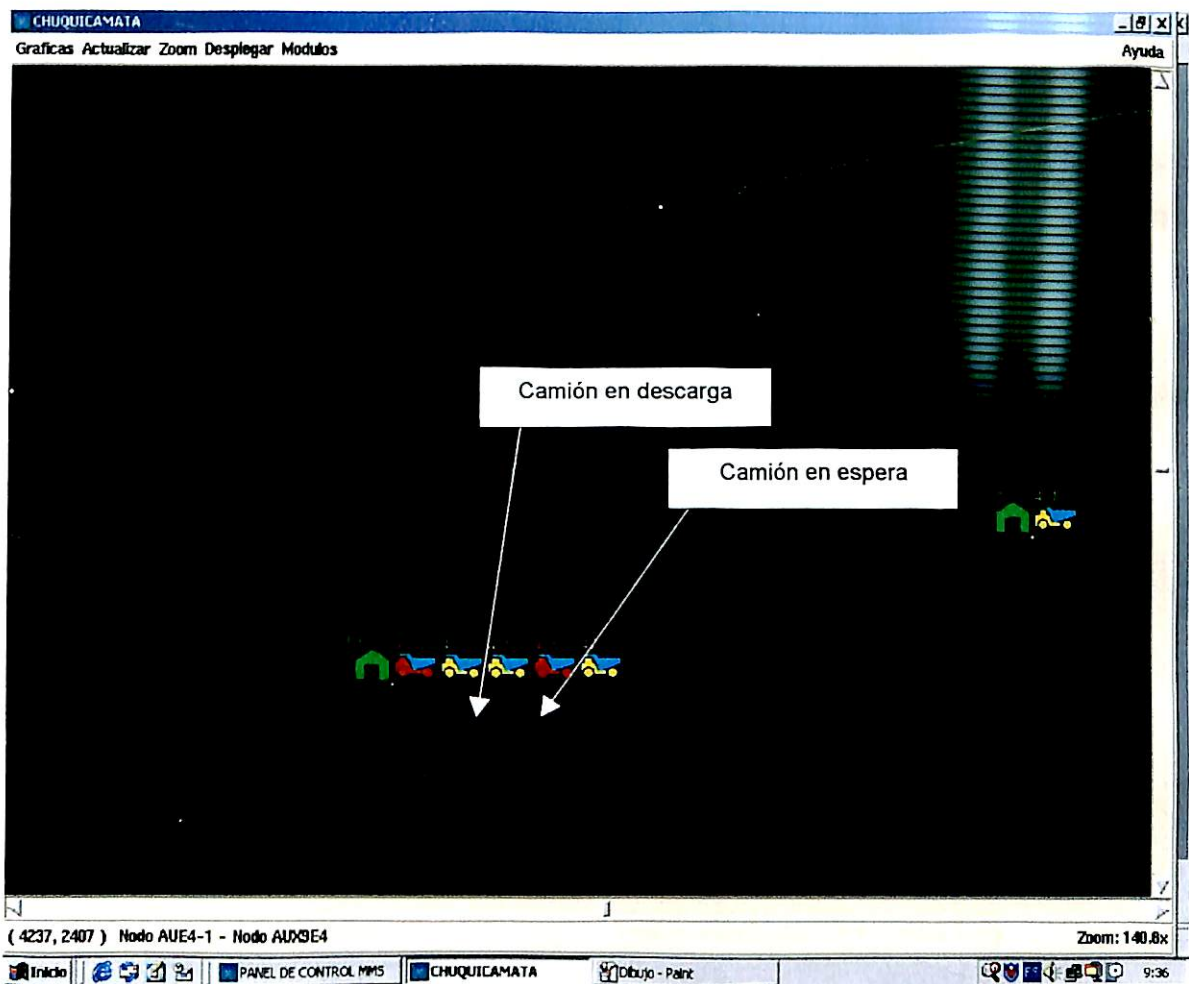 CHUQUICAMATA
Graficas Actualizar Zoom Desplegar Modulos Ayuda
Camión en descarga
Camión en espera
( 4237, 2407 ) Nodo AUE4-1 - Nodo AUX9E4 Zoom: 140.8x
Inicio PANEL DE CONTROL MMS CHUQUICAMATA Dibujo - Paint 9:36